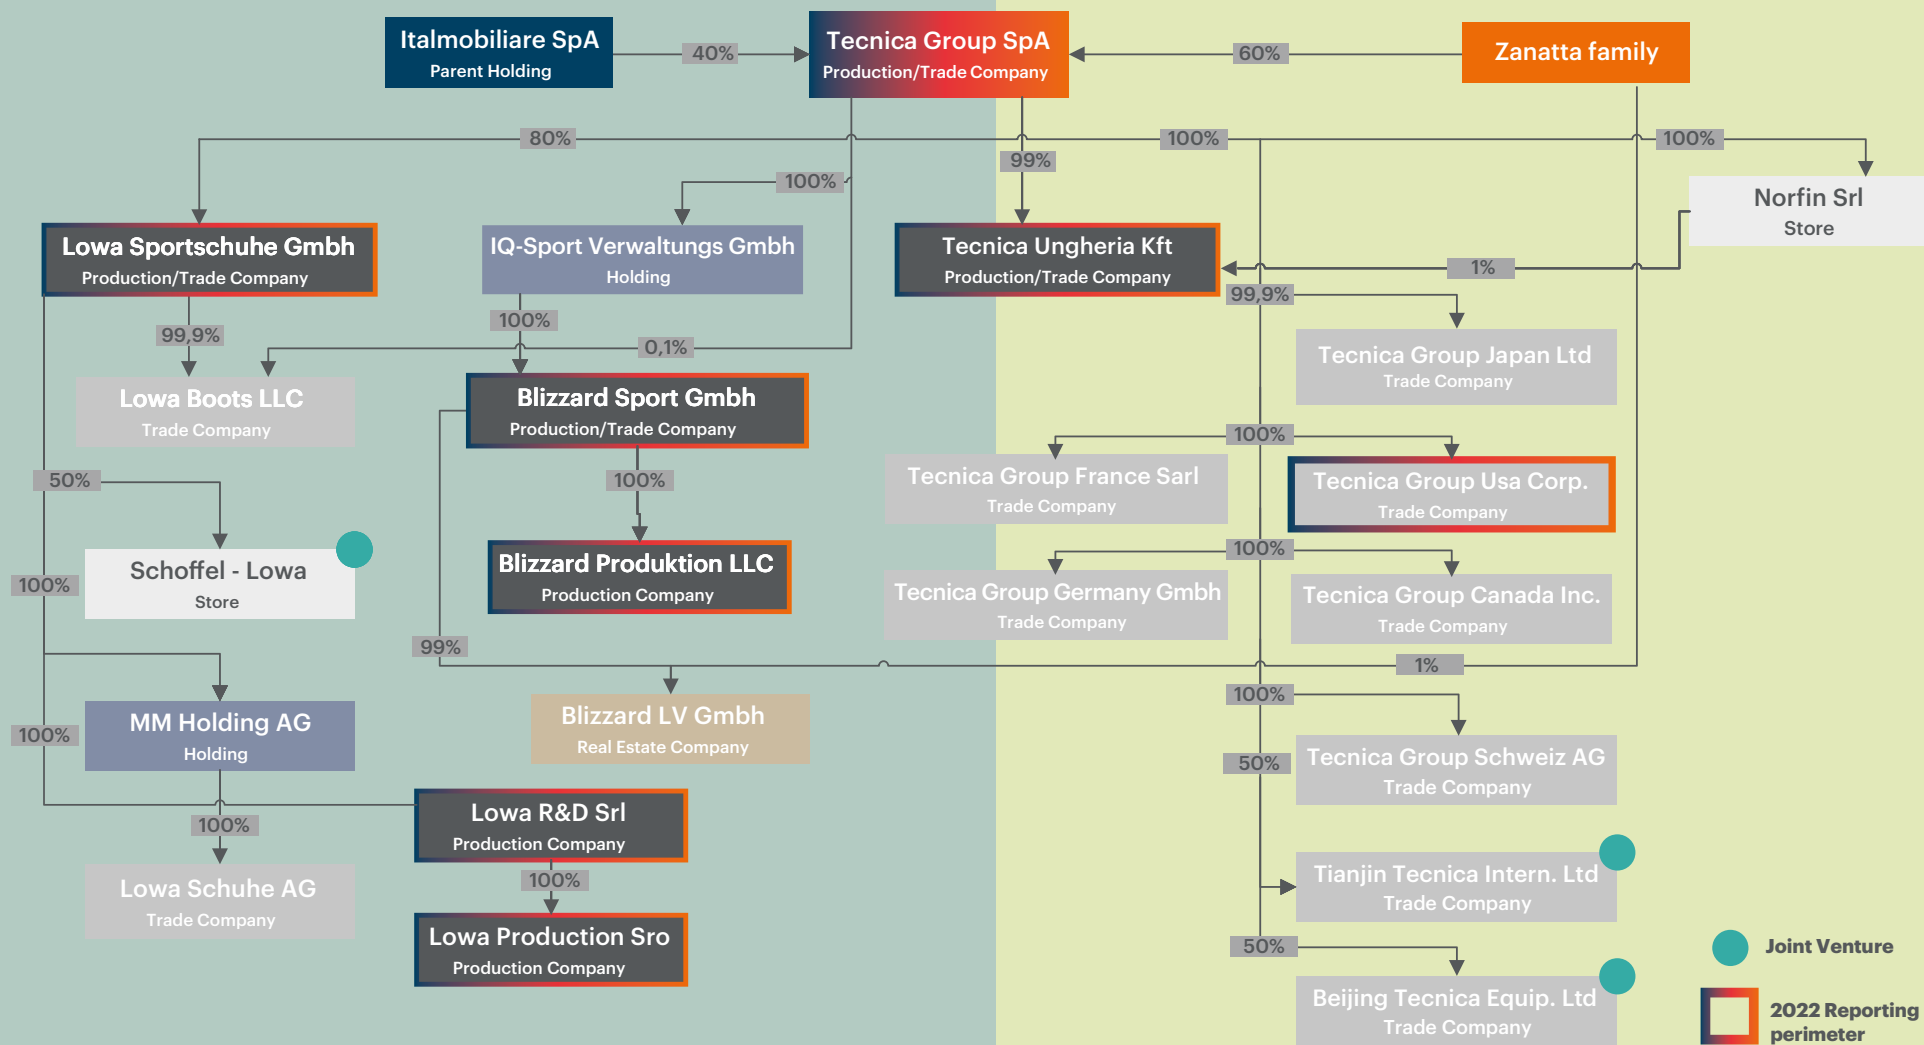 Italmobiliare SpA
Parent Holding
40%
Tecnica Group SpA
Production/Trade Company
60%
Zanatta family
80%
100%
100%
99%
100%
Norfin Srl
Store
Lowa Sportschuhe Gmbh
Production/Trade Company
IQ-Sport Verwaltungs Gmbh
Holding
Tecnica Ungheria Kft
Production/Trade Company
1%
99,9%
99,9%
100%
0,1%
Tecnica Group Japan Ltd
Trade Company
Lowa Boots LLC
Trade Company
Blizzard Sport Gmbh
Production/Trade Company
100%
50%
100%
Tecnica Group France Sarl
Trade Company
Tecnica Group Usa Corp.
Trade Company
100%
Schoffel - Lowa
Store
100%
Blizzard Produktion LLC
Production Company
Tecnica Group Germany Gmbh
Trade Company
Tecnica Group Canada Inc.
Trade Company
99%
1%
100%
MM Holding AG
Holding
100%
Blizzard LV Gmbh
Real Estate Company
50%
Tecnica Group Schweiz AG
Trade Company
100%
Lowa R&D Srl
Production Company
Lowa Schuhe AG
Trade Company
100%
Tianjin Tecnica Intern. Ltd
Trade Company
Lowa Production Sro
Production Company
50%
Beijing Tecnica Equip. Ltd
Trade Company
Joint Venture
2022 Reporting
perimeter